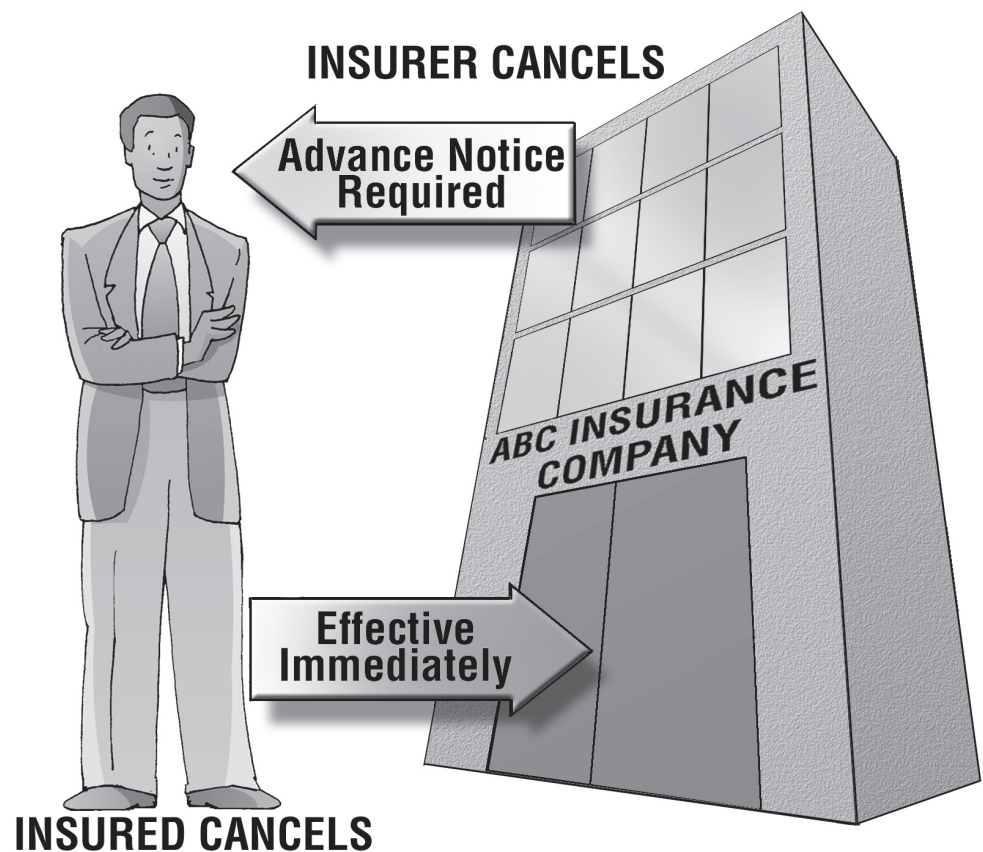 INSURER CANCELS
Advance Notice
Required
ABC INSURANCE
COMPANY
Effective
Immediately
INSURED CANCELS